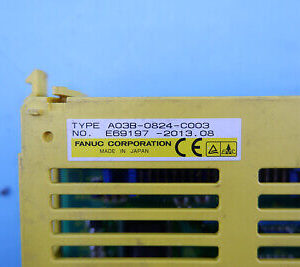 TYPE A03B-0824-C003
NO. E69197 -2013.08
FANUC CORPORATION
MADE IN JAPAN
CE